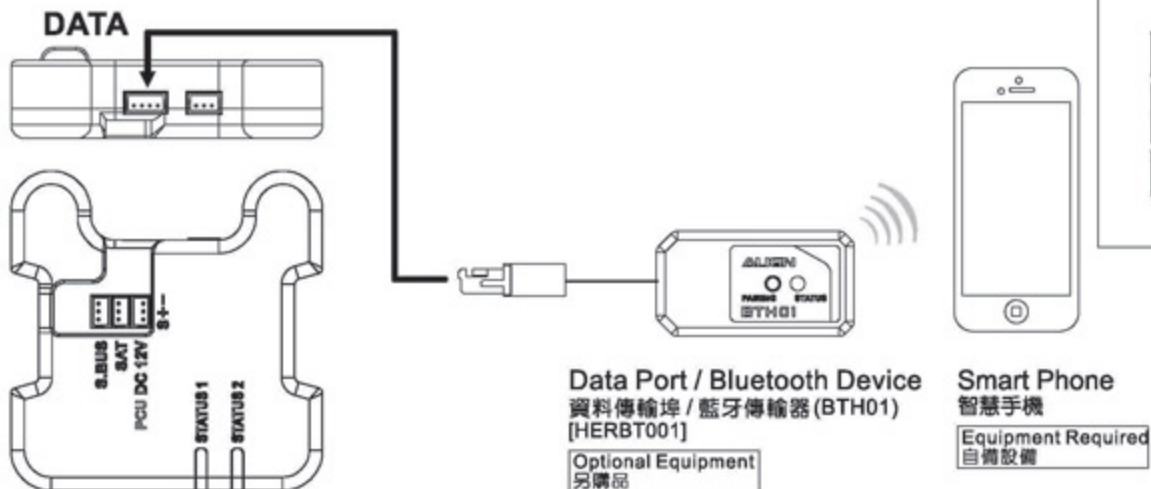 DATA
S.BUS
SAT
PCU DC 12V
S+−
STATUS 1
STATUS 2
ALIGN
PAIRING STATUS
BTH01
Data Port / Bluetooth Device
資料傳輸埠 / 藍牙傳輸器(BTH01)
[HERBT001]
Optional Equipment
另購品
Smart Phone
智慧手機
Equipment Required
自備設備